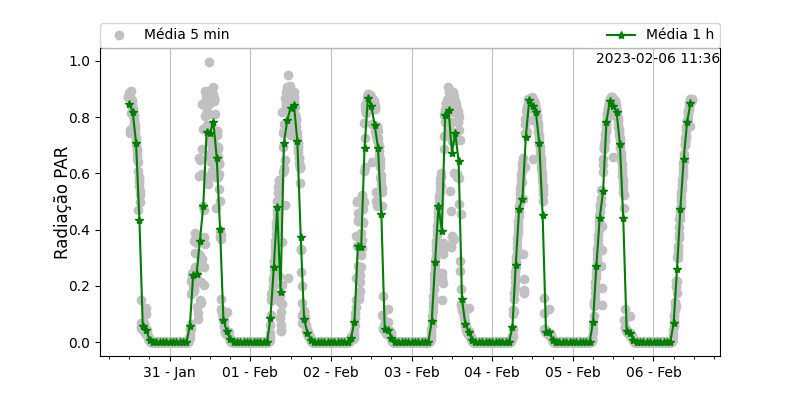 Média 5 min
Média 1 h
2023-02-06 11:36
Radiação PAR
1.0
0.8
0.6
0.4
0.2
0.0
31 - Jan
01 - Feb
02 - Feb
03 - Feb
04 - Feb
05 - Feb
06 - Feb